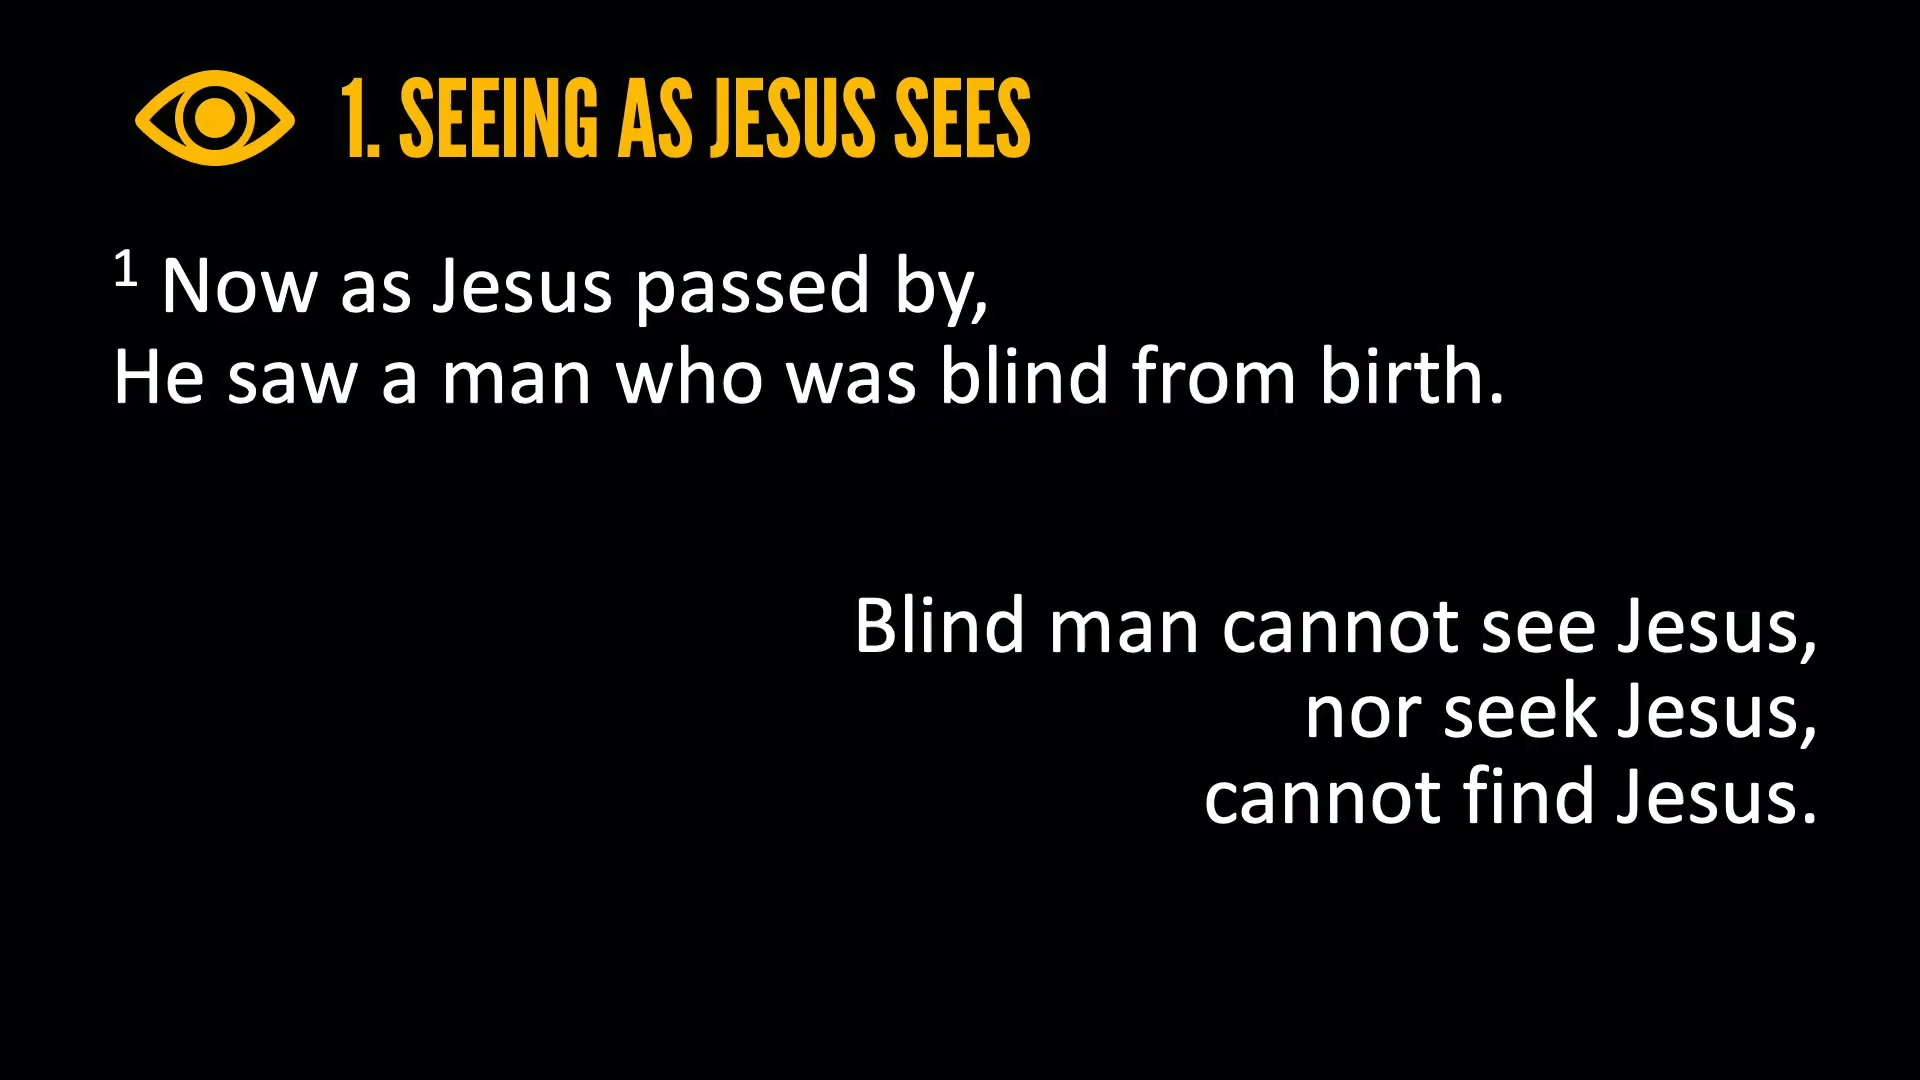 1. SEEING AS JESUS SEES
1 Now as Jesus passed by,
He saw a man who was blind from birth.
Blind man cannot see Jesus,
nor seek Jesus,
cannot find Jesus.